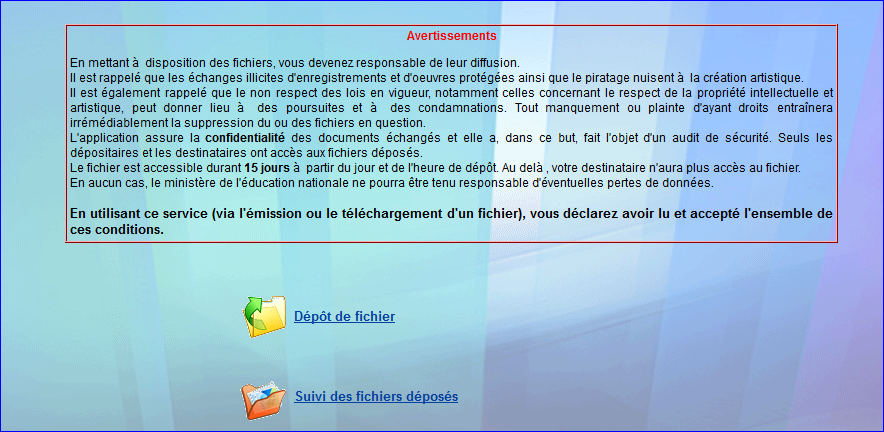 Avertissements
En mettant à disposition des fichiers, vous devenez responsable de leur diffusion.
Il est rappelé que les échanges illicites d'enregistrements et d'oeuvres protégées ainsi que le piratage nuisent à la création artistique.
Il est également rappelé que le non respect des lois en vigueur, notamment celles concernant le respect de la propriété intellectuelle et
artistique, peut donner lieu à des poursuites et à des condamnations. Tout manquement ou plainte d'ayant droits entraînera
irrémédiablement la suppression du ou des fichiers en question.
L'application assure la confidentialité des documents échangés et elle a, dans ce but, fait l'objet d'un audit de sécurité. Seuls les
dépositaires et les destinataires ont accès aux fichiers déposés.
Le fichier est accessible durant 15 jours à partir du jour et de l'heure de dépôt. Au delà , votre destinataire n'aura plus accès au fichier.
En aucun cas, le ministère de l'éducation nationale ne pourra être tenu responsable d'éventuelles pertes de données.
En utilisant ce service (via l'émission ou le téléchargement d'un fichier), vous déclarez avoir lu et accepté l'ensemble de
ces conditions.
Dépôt de fichier
Suivi des fichiers déposés